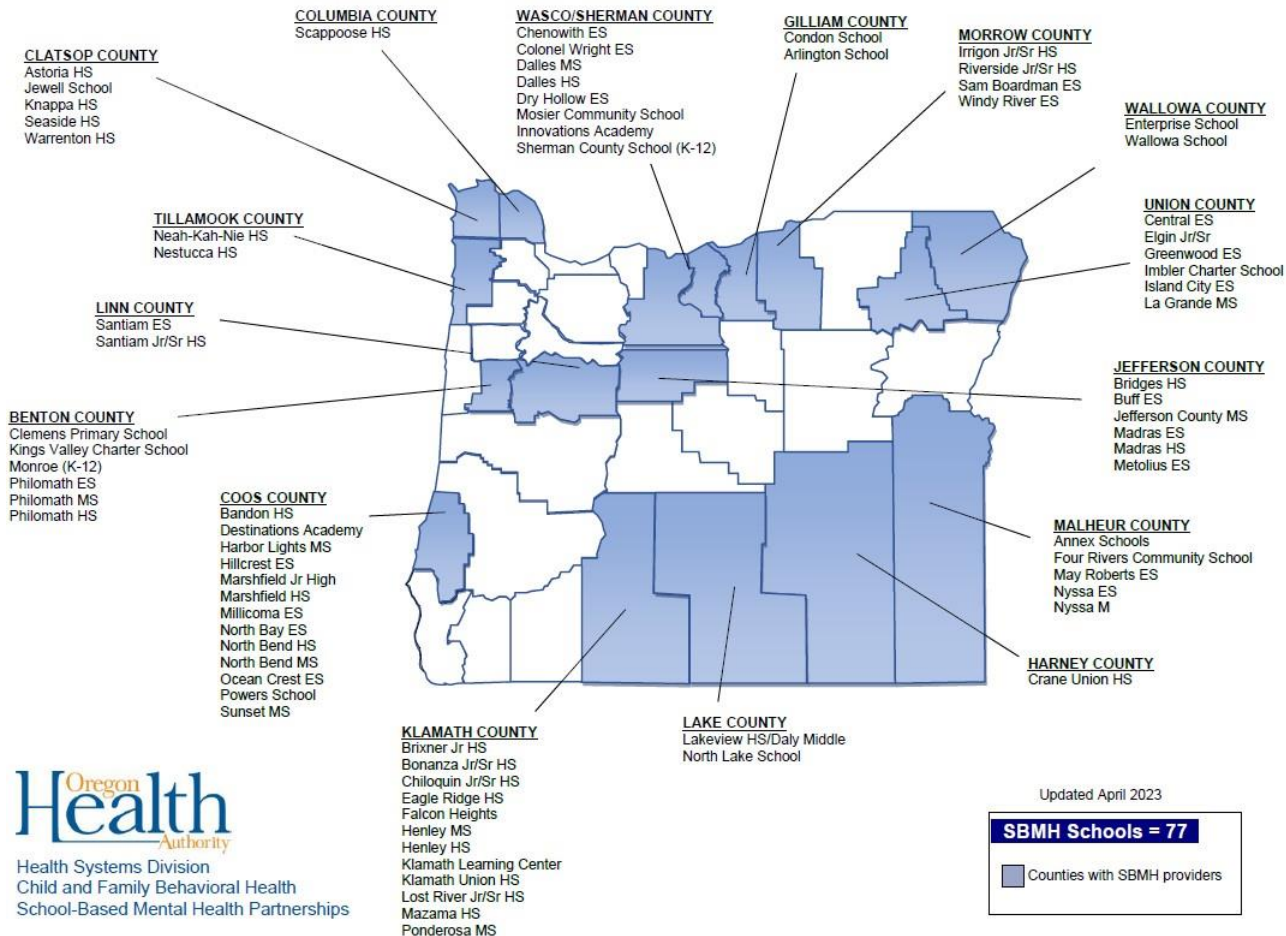 COLUMBIA COUNTY
Scappoose HS
WASCO/SHERMAN COUNTY
Chenowith ES
Colonel Wright ES
Dalles MS
Dalles HS
Dry Hollow ES
Mosier Community School
Innovations Academy
Sherman County School (K-12)
GILLIAM COUNTY
Condon School
Arlington School
MORROW COUNTY
Irrigon Jr/Sr HS
Riverside Jr/Sr HS
Sam Boardman ES
Windy River ES
CLATSOP COUNTY
Astoria HS
Jewell School
Knappa HS
Seaside HS
Warrenton HS
WALLOWA COUNTY
Enterprise School
Wallowa School
TILLAMOOK COUNTY
Neah-Kah-Nie HS
Nestucca HS
UNION COUNTY
Central ES
Elgin Jr/Sr
Greenwood ES
Imbler Charter School
Island City ES
La Grande MS
LINN COUNTY
Santiam ES
Santiam Jr/Sr HS
JEFFERSON COUNTY
Bridges HS
Buff ES
Jefferson County MS
Madras ES
Madras HS
Metolius ES
BENTON COUNTY
Clemens Primary School
Kings Valley Charter School
Monroe (K-12)
Philomath ES
Philomath MS
Philomath HS
COOS COUNTY
Bandon HS
Destinations Academy
Harbor Lights MS
Hillcrest ES
Marshfield Jr High
Marshfield HS
Millicoma ES
North Bay ES
North Bend HS
North Bend MS
Ocean Crest ES
Powers School
Sunset MS
MALHEUR COUNTY
Annex Schools
Four Rivers Community School
May Roberts ES
Nyssa ES
Nyssa M
HARNEY COUNTY
Crane Union HS
KLAMATH COUNTY
Brixner Jr HS
Bonanza Jr/Sr HS
Chiloquin Jr/Sr HS
Eagle Ridge HS
Falcon Heights
Henley MS
Henley HS
Klamath Learning Center
Klamath Union HS
Lost River Jr/Sr HS
Mazama HS
Ponderosa MS
LAKE COUNTY
Lakeview HS/Daly Middle
North Lake School
Oregon
Health
Authority
Health Systems Division
Child and Family Behavioral Health
School-Based Mental Health Partnerships
Updated April 2023
SBMH Schools = 77
Counties with SBMH providers